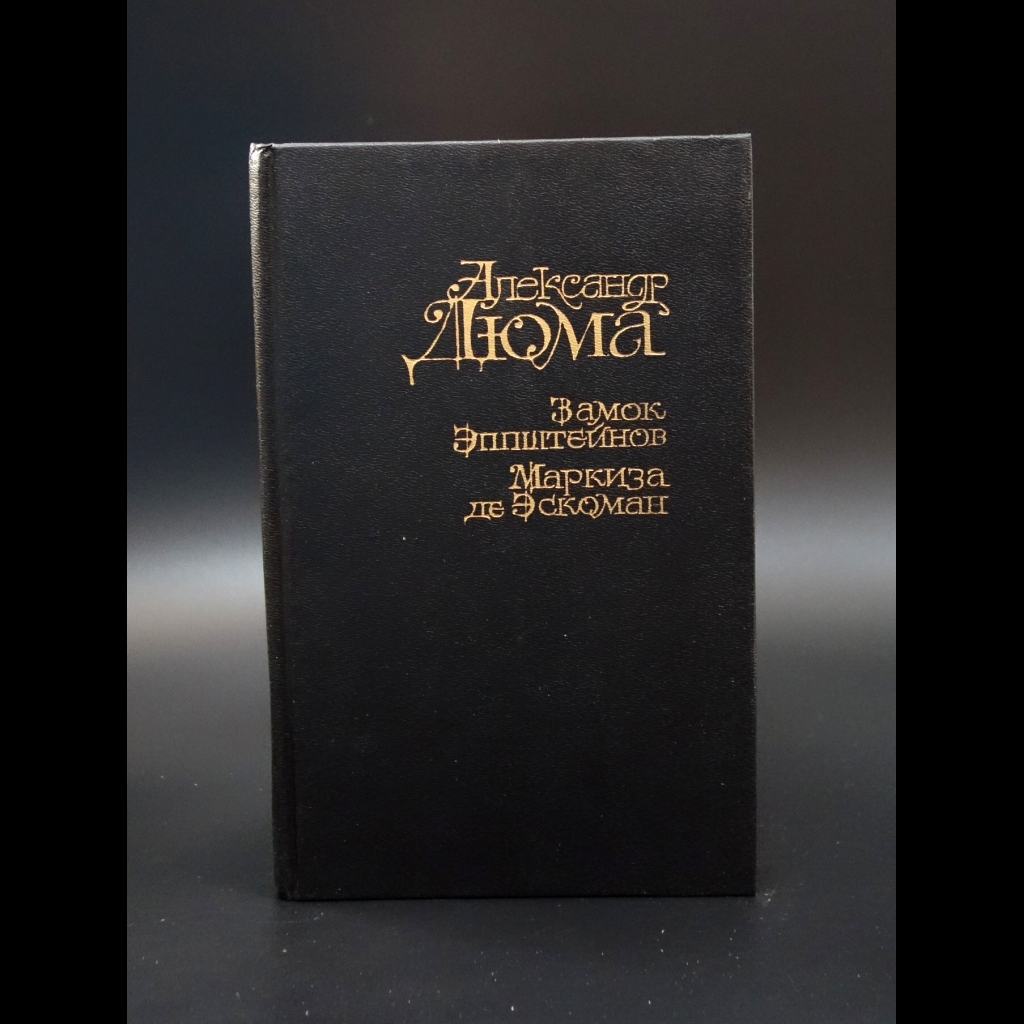 Александр
Дюма
Замок
Эппштейнов
Маркиза
де Эскоман